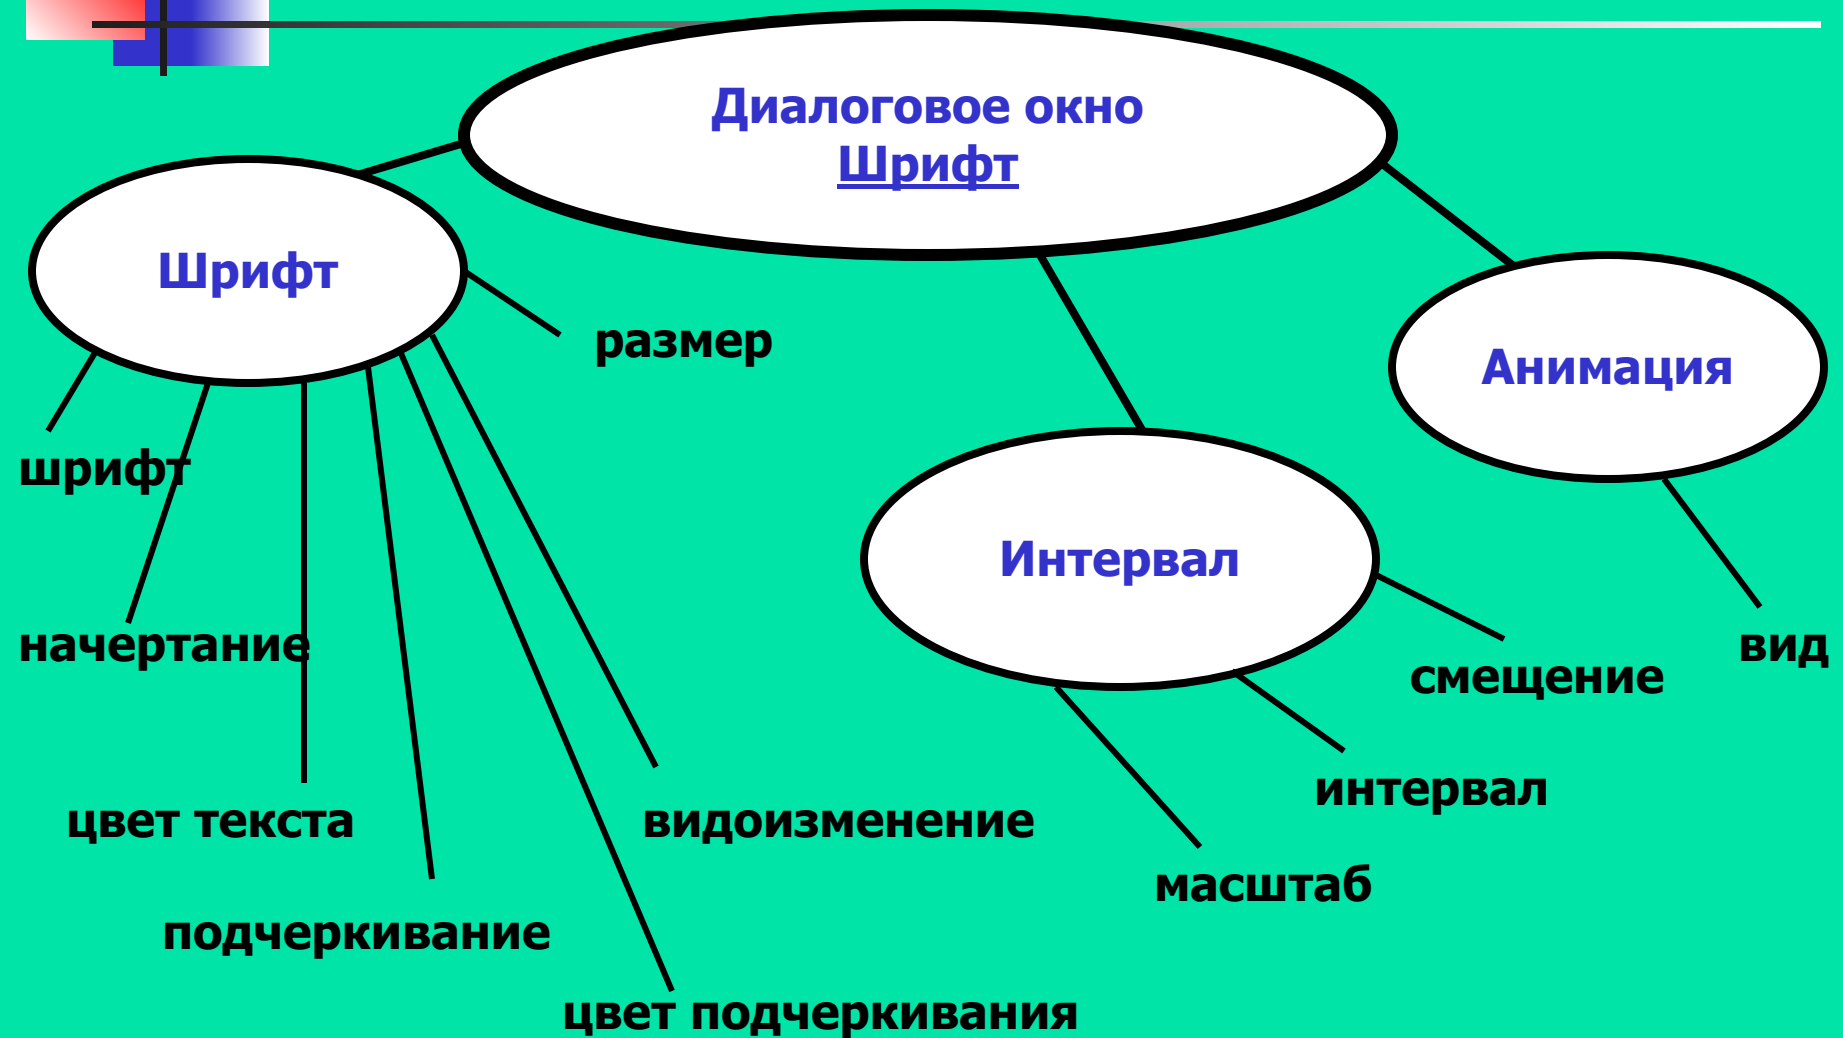 Диалоговое окно
Шрифт
Шрифт
размер
Анимация
шрифт
Интервал
начертание
вид
смещение
интервал
цвет текста
видоизменение
масштаб
подчеркивание
цвет подчеркивания